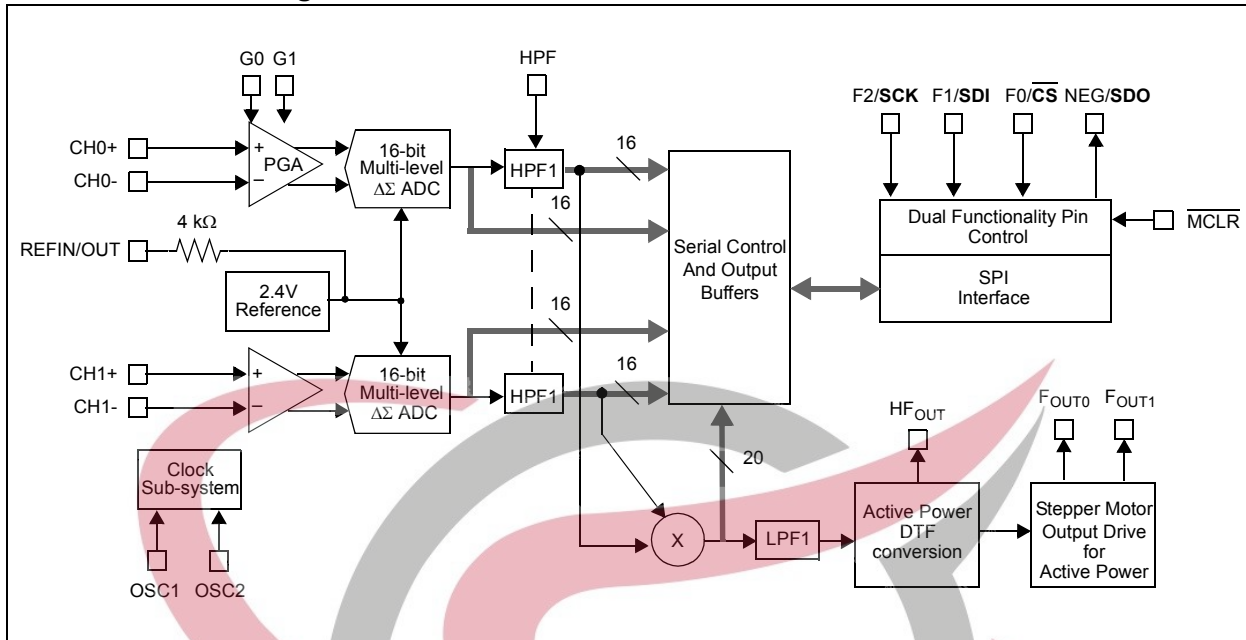 G0 G1
HPF
F2/SCK F1/SDI F0/CS NEG/SDO
CH0+
CH0-
+
−
PGA
16-bit
Multi-level
ΔΣ ADC
HPF1
16
16
REFIN/OUT
4 kΩ
2.4V
Reference
Serial Control
And Output
Buffers
Dual Functionality Pin
Control
MCLR
SPI
Interface
16
16
CH1+
CH1-
+
−
16-bit
Multi-level
ΔΣ ADC
HPF1
Clock
Sub-system
OSC1 OSC2
20
X
LPF1
HFOUT
FOUT0 FOUT1
Active Power
DTF
conversion
Stepper Motor
Output Drive
for
Active Power